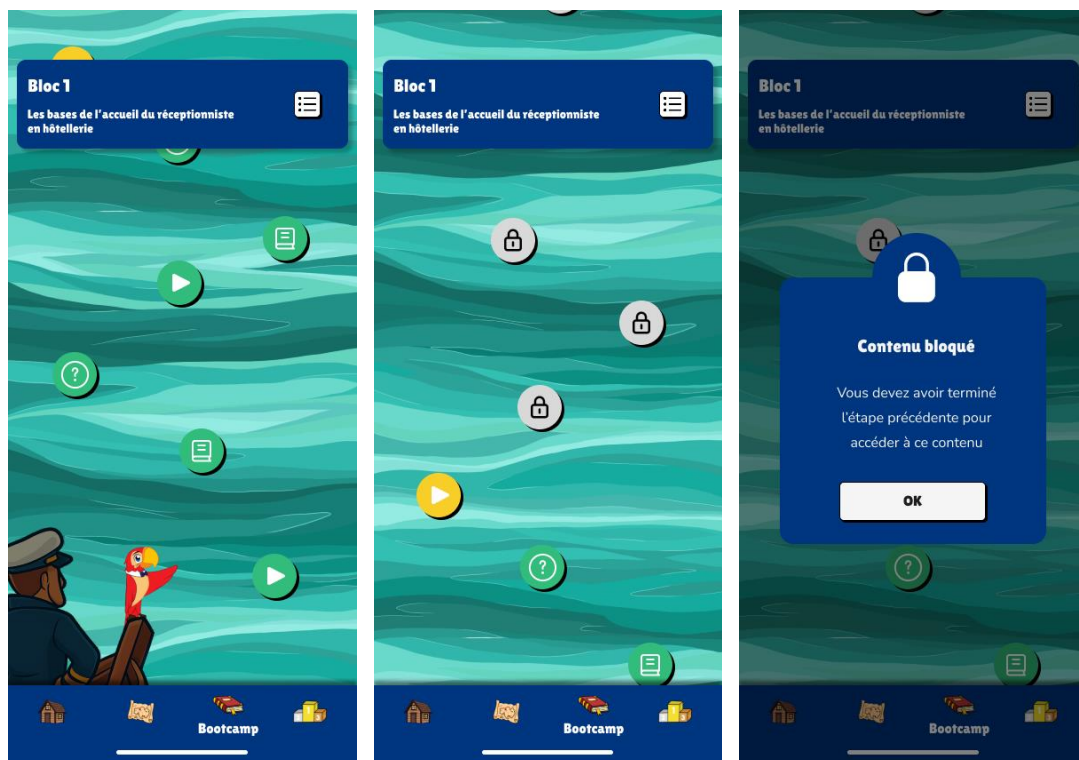 Bloc 1
Les bases de l'accueil du réceptionniste
en hôtellerie
Bootcamp
Bloc 1
Les bases de l'accueil du réceptionniste
en hôtellerie
Bootcamp
Bloc 1
Les bases de l'accueil du réceptionniste
en hôtellerie
Contenu bloqué
Vous devez avoir terminé
l'étape précédente pour
accéder à ce contenu
OK
Bootcamp